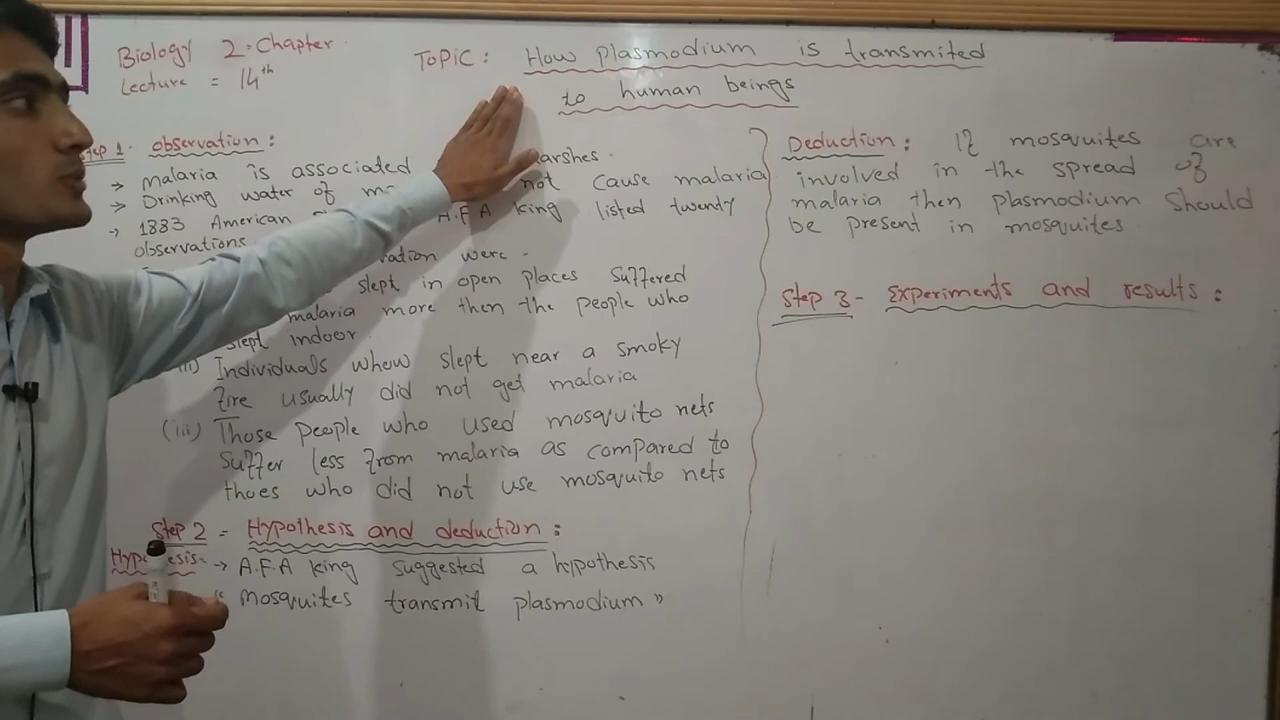 Biology 2. Chapter
Lecture = 14th
Topic: How plasmodium is transmited
to human beings
Step 1. observation:
→ malaria is associated arshes.
→ Drinking water of not cause malaria
→ 1883 American A.F.A king listed twenty
observations
were.
slept in open places suffered
malaria more then the people who
slept indoor
(ii) Individuals whow slept near a smoky
fire usually did not get malaria
(iii) Those people who used mosquito nets
suffer less from malaria as compared to
thoes who did not use mosquito nets
Step 2 = Hypothesis and deduction:
→ A.F.A king suggested a hypothesis
“ mosquites transmit plasmodium ”
Deduction: If mosquites are
involved in the spread of
malaria then plasmodium should
be present in mosquites.
Step 3- Experiments and results: